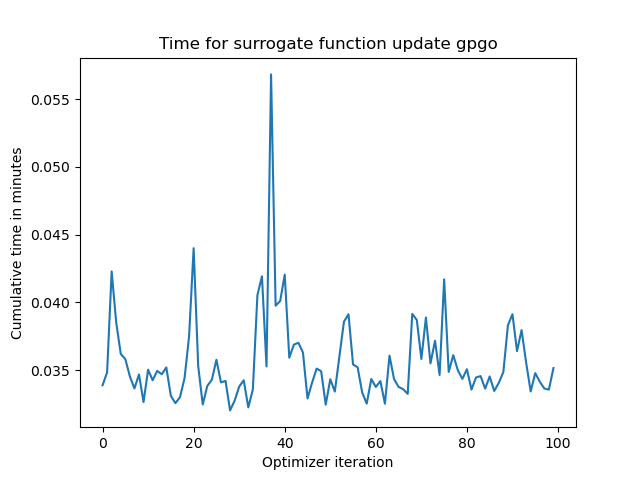 Time for surrogate function update gpgo
Cumulative time in minutes
0.055
0.050
0.045
0.040
0.035
0 20 40 60 80 100
Optimizer iteration